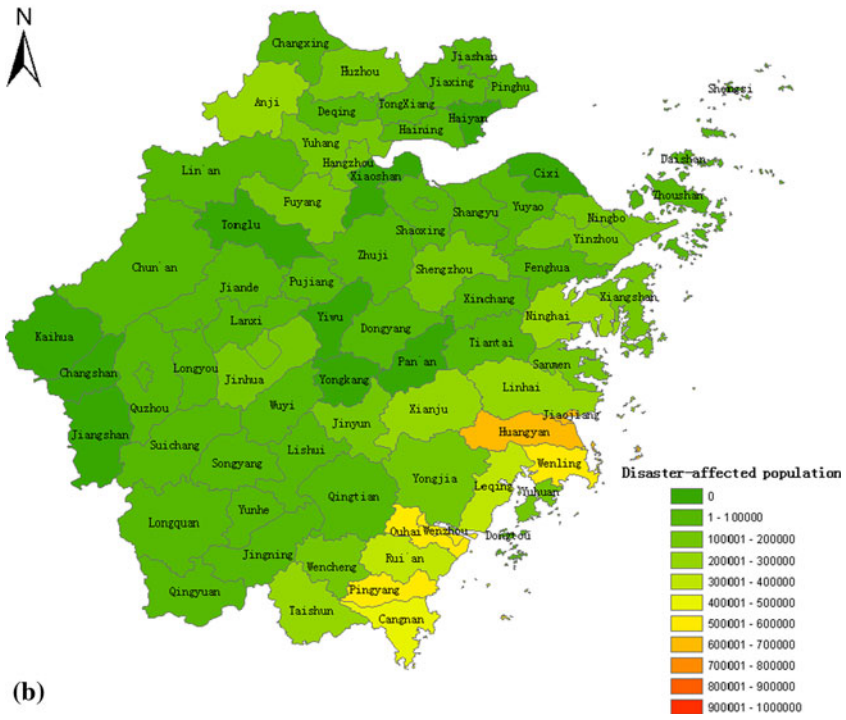 N
Changxing
Jiashan
Huzhou
Jiaxing
Pinghu
Shengsi
Anji
Deqing
TongXiang
Haiyan
Haining
Yuhang
Hangzhou
Lin'an
Xiaoshan
Cixi
Daishan
Zhoushan
Fuyang
Tonglu
Shangyu
Yuyao
Ningbo
Shaoxing
Yinzhou
Chun'an
Zhuji
Shengzhou
Fenghua
Jiande
Pujiang
Xinchang
Xiangshan
Lanxi
Yiwu
Dongyang
Ninghai
Kaihua
Tiantai
Changshan
Longyou
Pan'an
Sanmen
Jinhua
Yongkang
Linhai
Quzhou
Wuyi
Xianju
Jiaojiang
Jiangshan
Jinyun
Huangyan
Suichang
Lishui
Songyang
Wenling
Yongjia
Leqing
Yuhuan
Disaster-affected population
Qingtian
Longquan
Yunhe
Ouhai
Wenzhou
Dongtou
Jingning
Wencheng
Rui'an
Qingyuan
Pingyang
Taishun
Cangnan
0
1 - 100000
100001 - 200000
200001 - 300000
300001 - 400000
400001 - 500000
500001 - 600000
600001 - 700000
700001 - 800000
800001 - 900000
900001 - 1000000
(b)